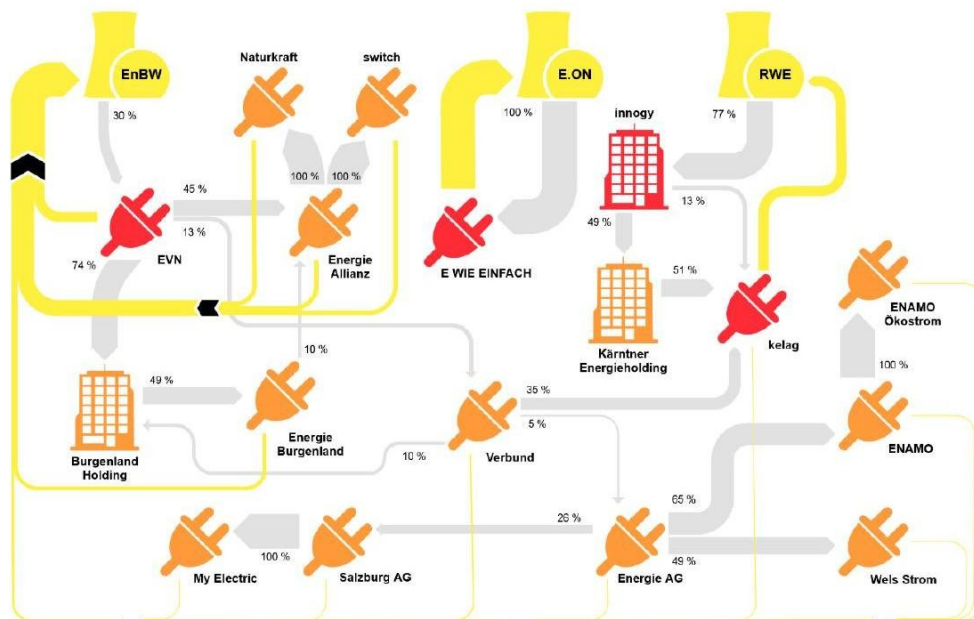 Naturkraft
switch
EnBW
E.ON
RWE
30 %
100 %
innogy
77 %
100 %
100 %
45 %
13 %
13 %
49 %
EVN
74 %
Energie
Allianz
E WIE EINFACH
51 %
ENAMO
Ökostrom
Kärntner
Energieholding
kelag
10 %
100 %
49 %
35 %
5 %
Energie
Burgenland
Burgenland
Holding
10 %
Verbund
ENAMO
65 %
26 %
49 %
100 %
My Electric
Salzburg AG
Energie AG
Wels Strom